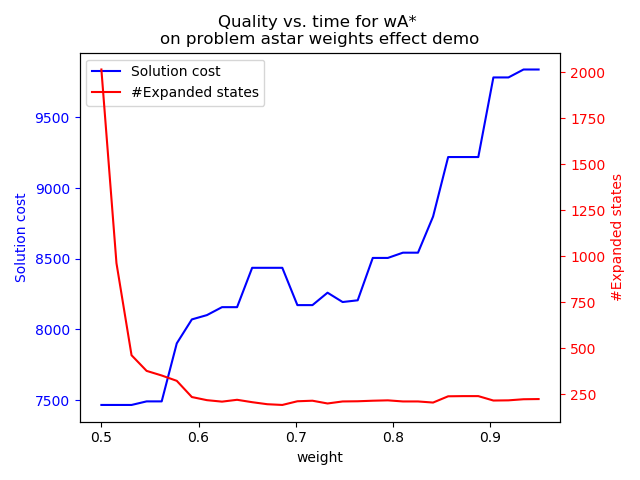 Quality vs. time for wA*
on problem astar weights effect demo
Solution cost
#Expanded states
Solution cost
9500
9000
8500
8000
7500
2000
1750
1500
1250
1000
750
500
250
#Expanded states
0.5 0.6 0.7 0.8 0.9
weight